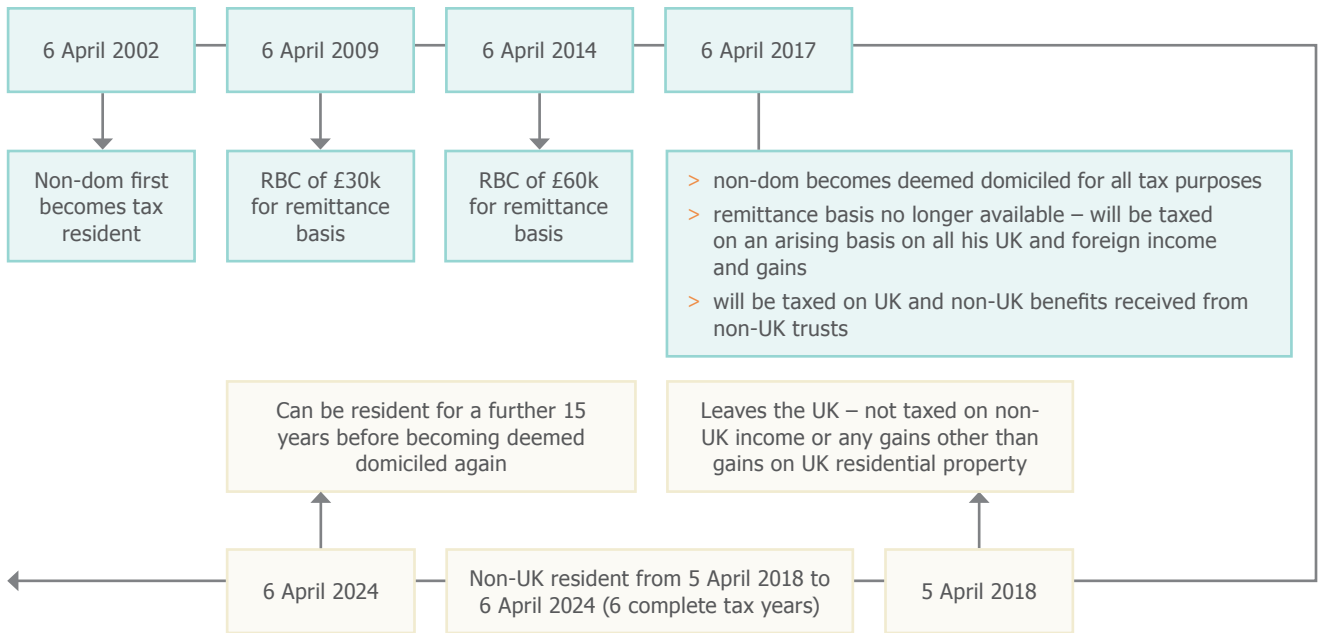 6 April 2002
6 April 2009
6 April 2014
6 April 2017
Non-dom first
becomes tax
resident
RBC of £30k
for remittance
basis
RBC of £60k
for remittance
basis
> non-dom becomes deemed domiciled for all tax purposes
> remittance basis no longer available – will be taxed
on an arising basis on all his UK and foreign income
and gains
> will be taxed on UK and non-UK benefits received from
non-UK trusts
Can be resident for a further 15
years before becoming deemed
domiciled again
Leaves the UK – not taxed on non-
UK income or any gains other than
gains on UK residential property
6 April 2024
Non-UK resident from 5 April 2018 to
6 April 2024 (6 complete tax years)
5 April 2018